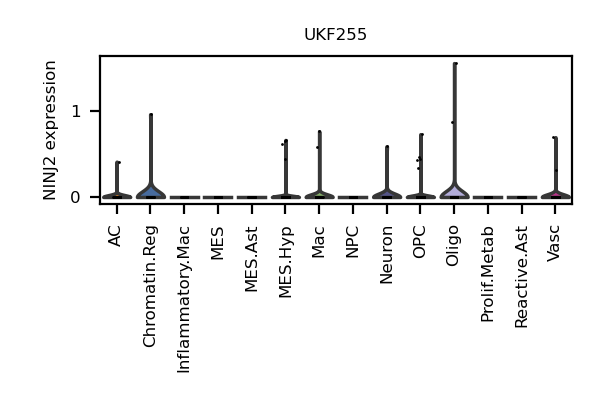 UKF255
NINJ2 expression
1
0
AC
Chromatin.Reg
Inflammatory.Mac
MES
MES.Ast
MES.Hyp
Mac
NPC
Neuron
OPC
Oligo
Prolif.Metab
Reactive.Ast
Vasc